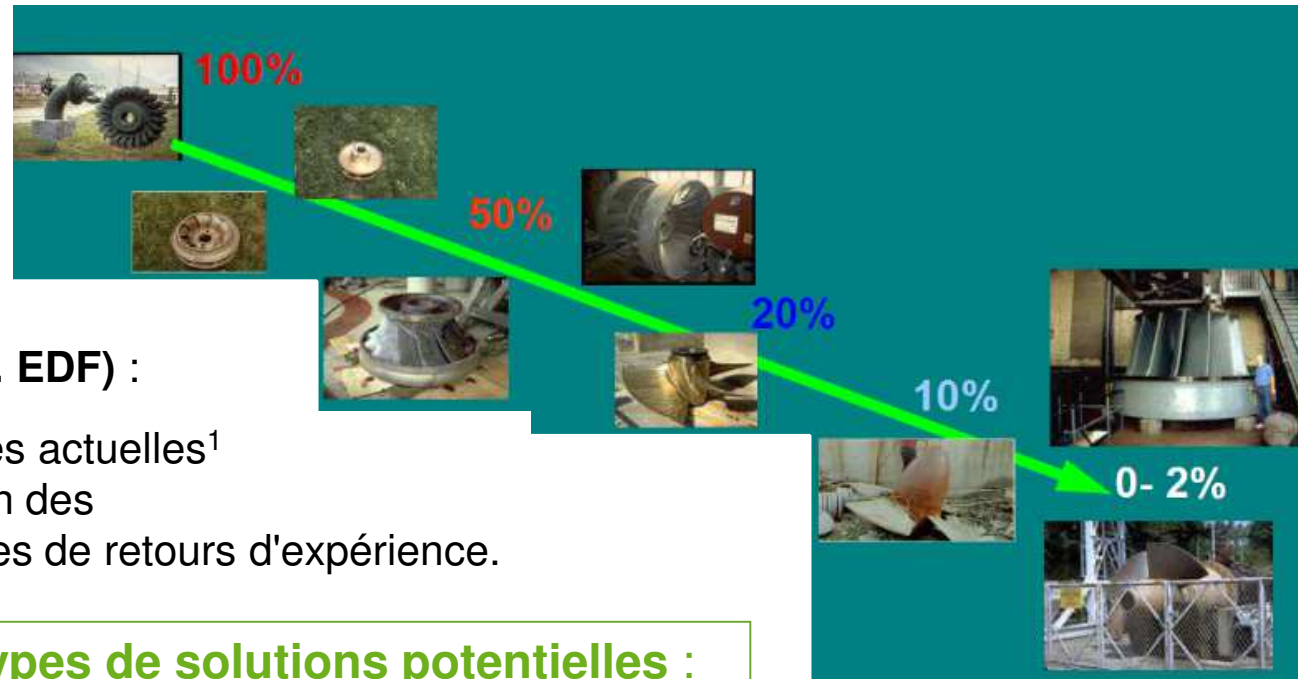 100%
50%
20%
10%
0- 2%
EDF) :
es actuelles¹
n des
es de retours d'expérience.
ypes de solutions potentielles :